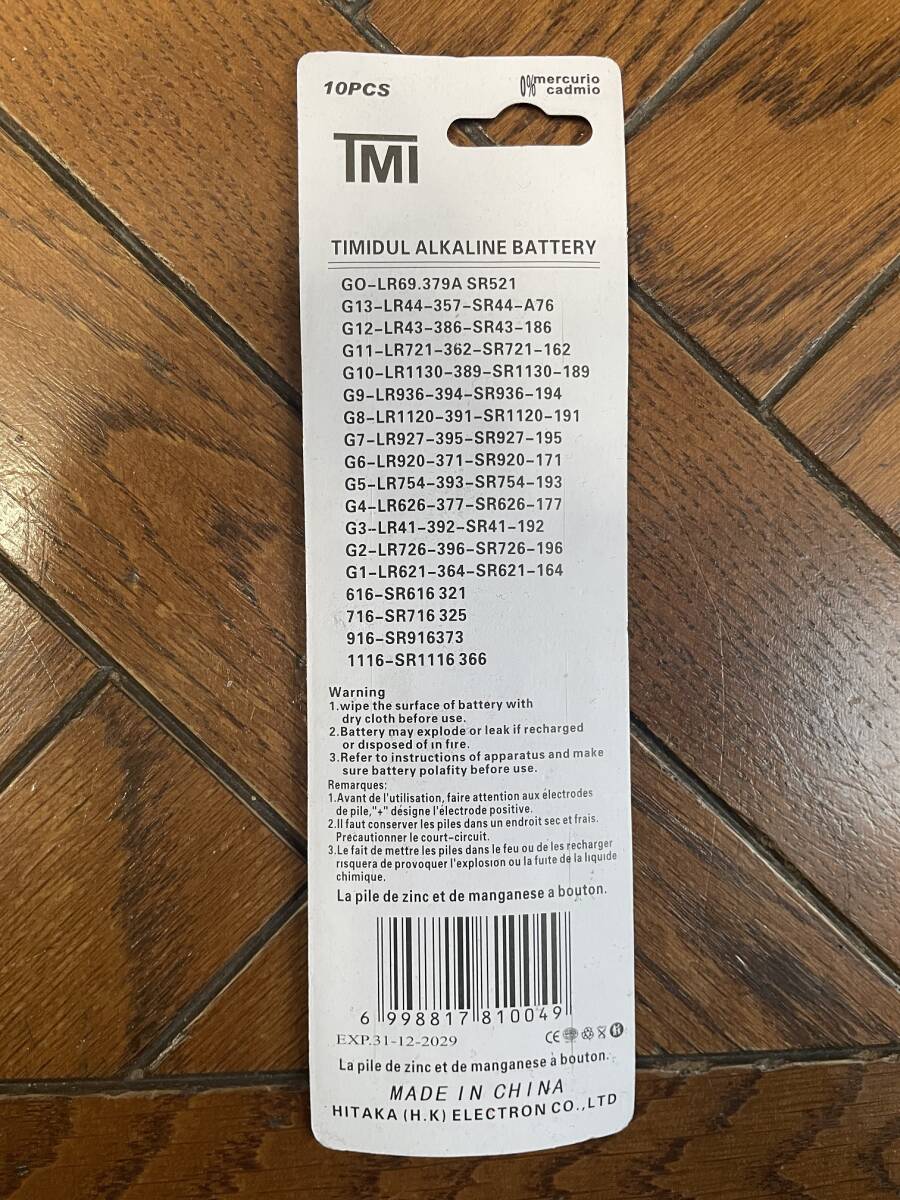 10PCS
0% mercurio
cadmio
TMI
TIMIDUL ALKALINE BATTERY
GO-LR69.379A SR521
G13-LR44-357-SR44-A76
G12-LR43-386-SR43-186
G11-LR721-362-SR721-162
G10-LR1130-389-SR1130-189
G9-LR936-394-SR936-194
G8-LR1120-391-SR1120-191
G7-LR927-395-SR927-195
G6-LR920-371-SR920-171
G5-LR754-393-SR754-193
G4-LR626-377-SR626-177
G3-LR41-392-SR41-192
G2-LR726-396-SR726-196
G1-LR621-364-SR621-164
616-SR616 321
716-SR716 325
916-SR916373
1116-SR1116 366
Warning
1.wipe the surface of battery with
dry cloth before use.
2.Battery may explode or leak if recharged
or disposed of in fire.
3.Refer to instructions of apparatus and make
sure battery polafity before use.
Remarques:
1.Avant de l'utilisation, faire attention aux électrodes
de pile,"+" désigne l'électrode positive.
2.Il faut conserver les piles dans un endroit sec et frais.
Précautionner le court-circuit.
3.Le fait de mettre les piles dans le feu ou de les recharger
risquera de provoquer l'explosion ou la fuite de la liquide
chimique.
La pile de zinc et de manganese a bouton.
6 998817 810049
EXP.31-12-2029
CE
La pile de zinc et de manganese à bouton.
MADE IN CHINA
HITAKA (H.K) ELECTRON CO.,LTD